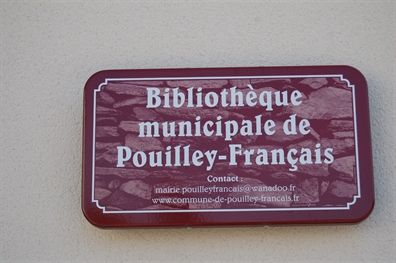 Bibliothèque
municipale de
Pouilley-Français
Contact :
mairie.pouilleyfrancais@wanadoo.fr
www.commune-de-pouilley-francais.fr